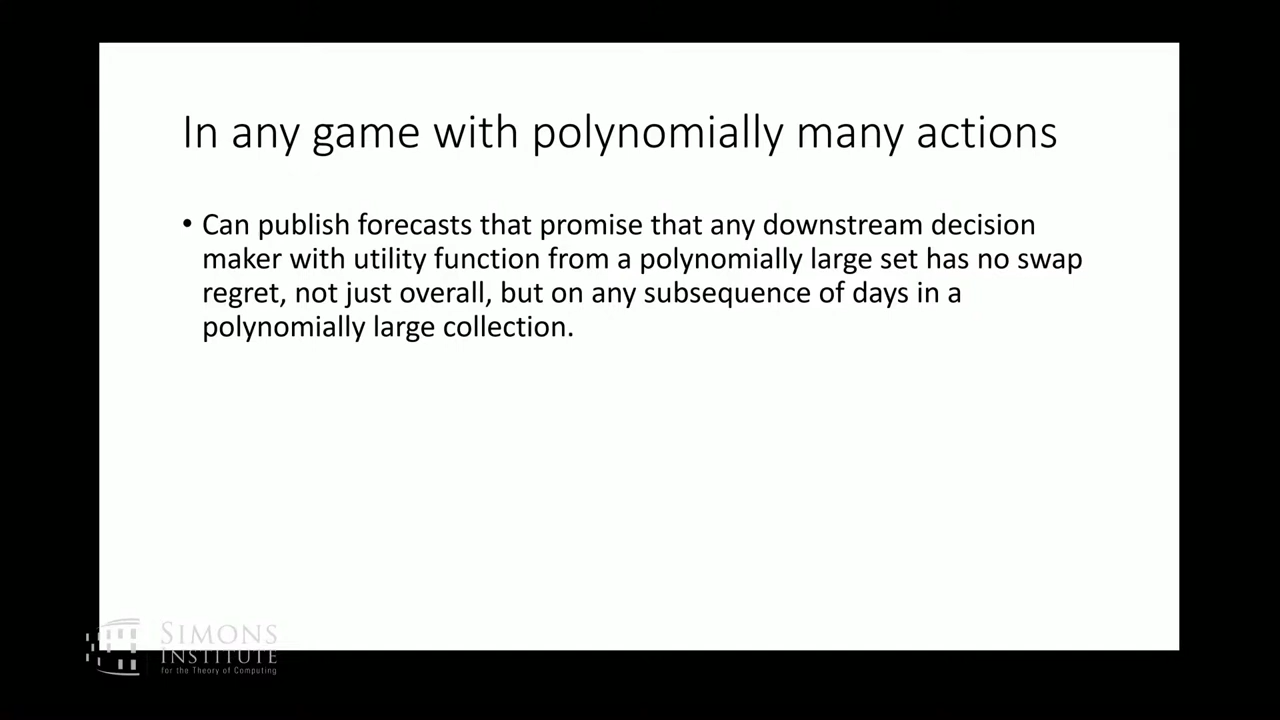 In any game with polynomially many actions
• Can publish forecasts that promise that any downstream decision
maker with utility function from a polynomially large set has no swap
regret, not just overall, but on any subsequence of days in a
polynomially large collection.
SIMONS
INSTITUTE
for the Theory of Computing